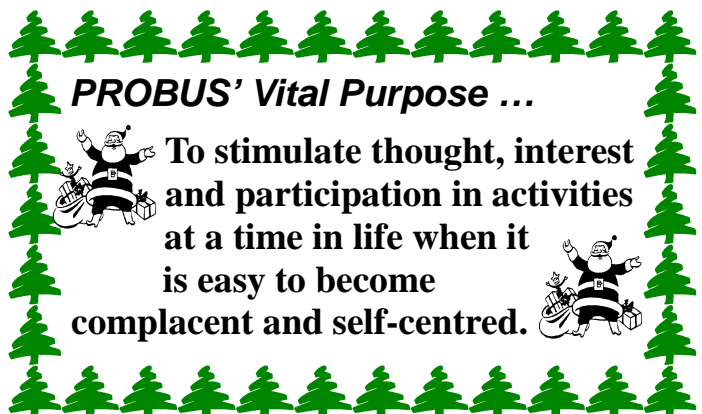 PROBUS’ Vital Purpose …
To stimulate thought, interest
and participation in activities
at a time in life when it
is easy to become
complacent and self-centred.